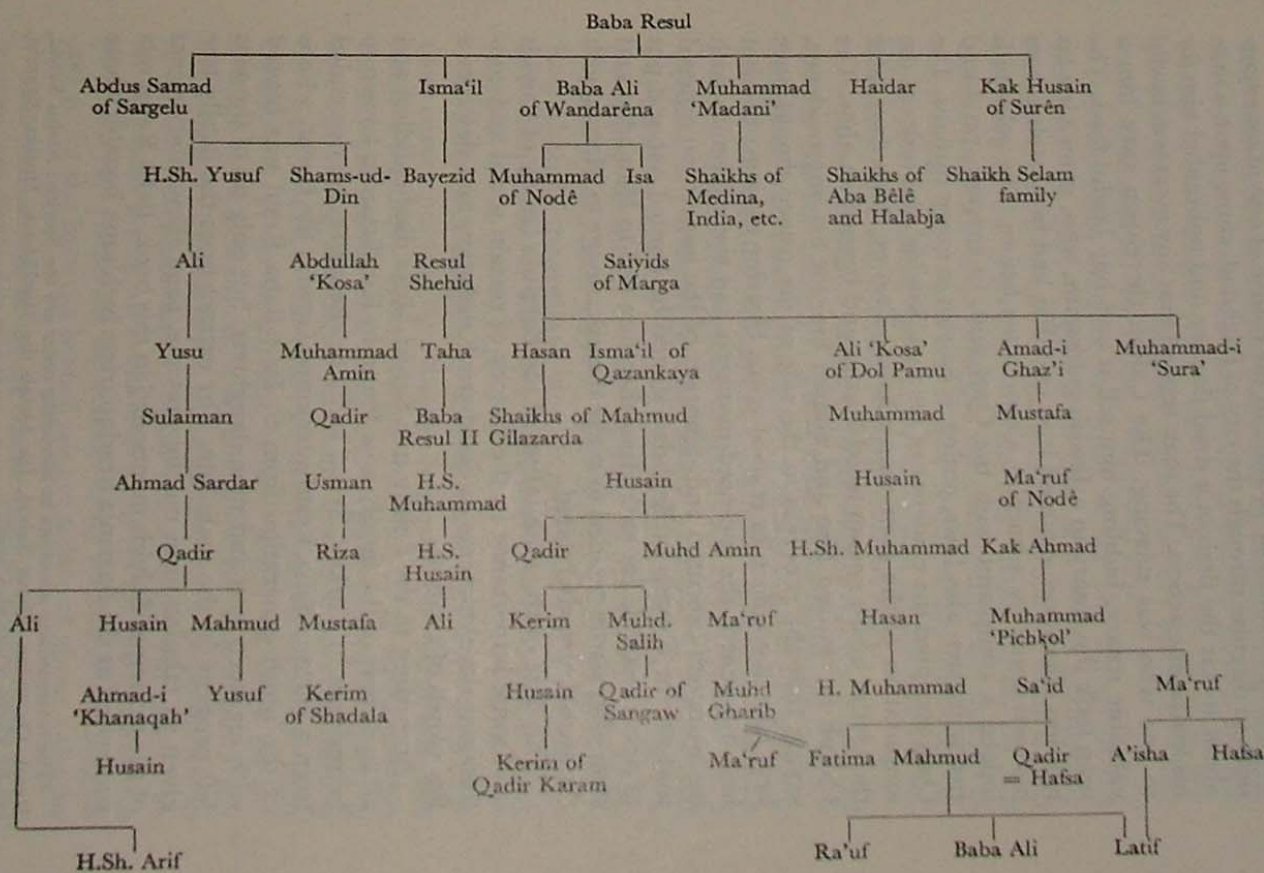 Baba Resul
Abdus Samad Isma‘il Baba Ali Muhammad Haidar Kak Husain
of Sargelu of Wandarêna ‘Madani’ of Surên
H.Sh. Yusuf Shams-ud- Bayezid Muhammad Isa Shaikhs of Shaikhs of Shaikh Selam
Din of Nodê Medina, Aba Bêlê family
India, etc. and Halabja
Ali Abdullah Resul Saiyids
‘Kosa’ Shehid of Marga
Yusu Muhammad Taha Hasan Isma‘il of Ali ‘Kosa’ Amad-i Muhammad-i
Amin Qazankaya of Dol Pamu Ghaz’i ‘Sura’
Sulaiman Qadir Baba Shaikhs of Mahmud Muhammad Mustafa
Resul II Gilazarda
Ahmad Sardar Usman H.S. Husain Husain Ma‘ruf
Muhammad of Nodê
Qadir Riza H.S. Qadir Muhd Amin H.Sh. Muhammad Kak Ahmad
Husain
Ali Husain Mahmud Mustafa Ali Kerim Muhd. Ma‘ruf Hasan Muhammad
Salih ‘Pichkol’
Ahmad-i Yusuf Kerim Husain Qadir of Muhd H. Muhammad Sa‘id Ma‘ruf
‘Khanaqah’ of Shadala Sangaw Gharib
Husain Kerim of Ma‘ruf Fatima Mahmud Qadir A’isha Hafsa
Qadir Karam = Hafsa
H.Sh. Arif Ra’uf Baba Ali Latif